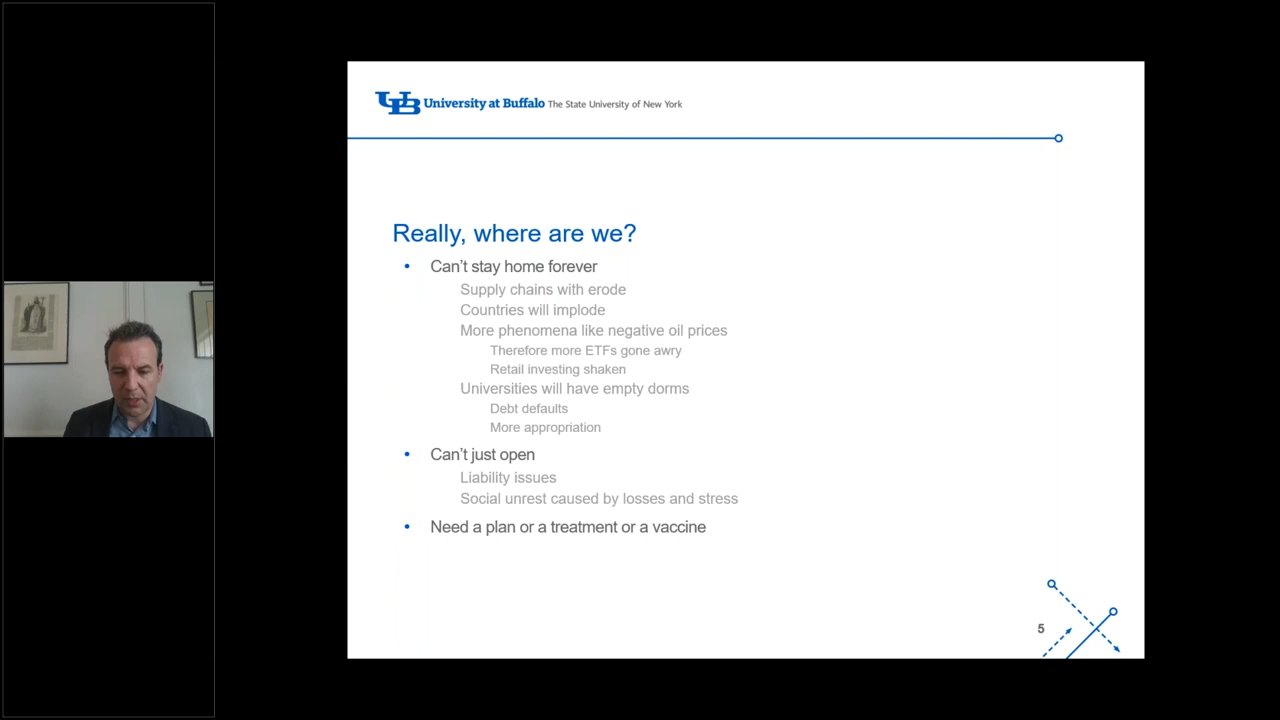 UB University at Buffalo The State University of New York
Really, where are we?
• Can't stay home forever
Supply chains with erode
Countries will implode
More phenomena like negative oil prices
Therefore more ETFs gone awry
Retail investing shaken
Universities will have empty dorms
Debt defaults
More appropriation
• Can't just open
Liability issues
Social unrest caused by losses and stress
• Need a plan or a treatment or a vaccine
5